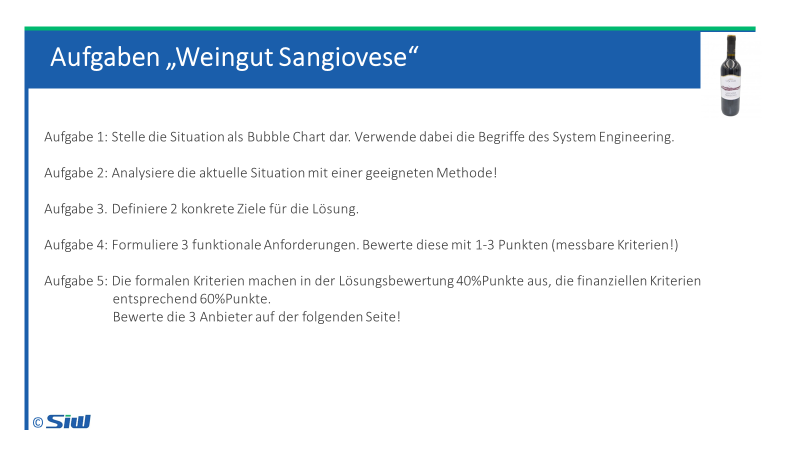 Aufgaben „Weingut Sangiovese“
Aufgabe 1: Stelle die Situation als Bubble Chart dar. Verwende dabei die Begriffe des System Engineering.
Aufgabe 2: Analysiere die aktuelle Situation mit einer geeigneten Methode!
Aufgabe 3. Definiere 2 konkrete Ziele für die Lösung.
Aufgabe 4: Formuliere 3 funktionale Anforderungen. Bewerte diese mit 1-3 Punkten (messbare Kriterien!)
Aufgabe 5: Die formalen Kriterien machen in der Lösungsbewertung 40%Punkte aus, die finanziellen Kriterien
entsprechend 60%Punkte.
Bewerte die 3 Anbieter auf der folgenden Seite!
© SIW